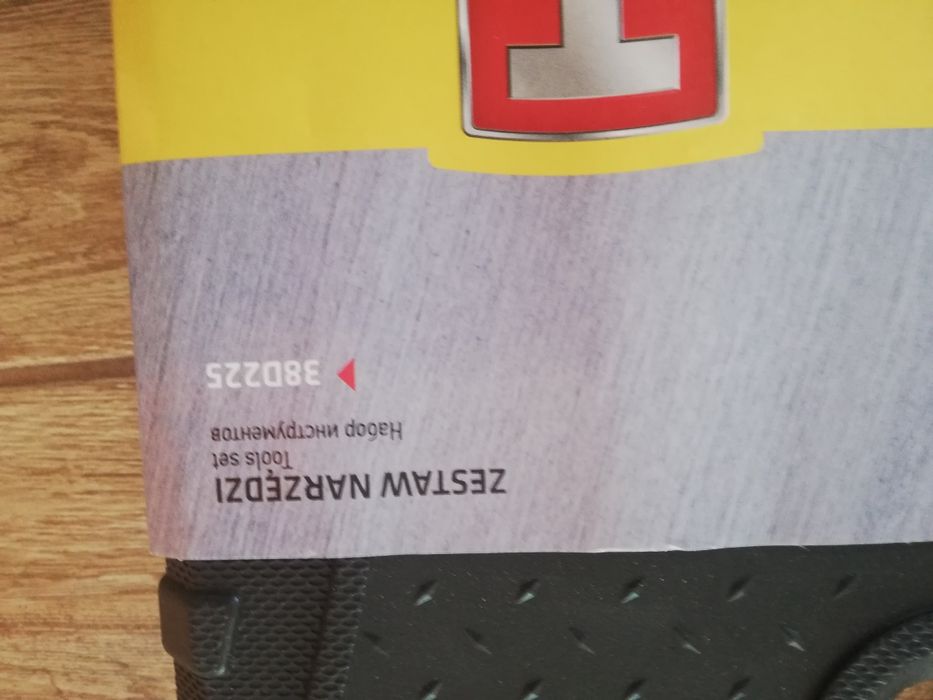 ZESTAW NARZĘDZI
Tools set
Набор инструментов
38D225